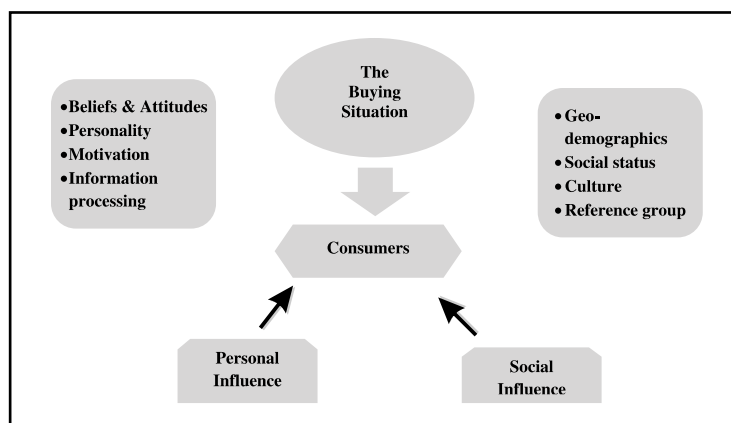 The
Buying
Situation
•Beliefs & Attitudes
•Personality
•Motivation
•Information
processing
• Geo-
demographics
• Social status
• Culture
• Reference group
Consumers
Personal
Influence
Social
Influence